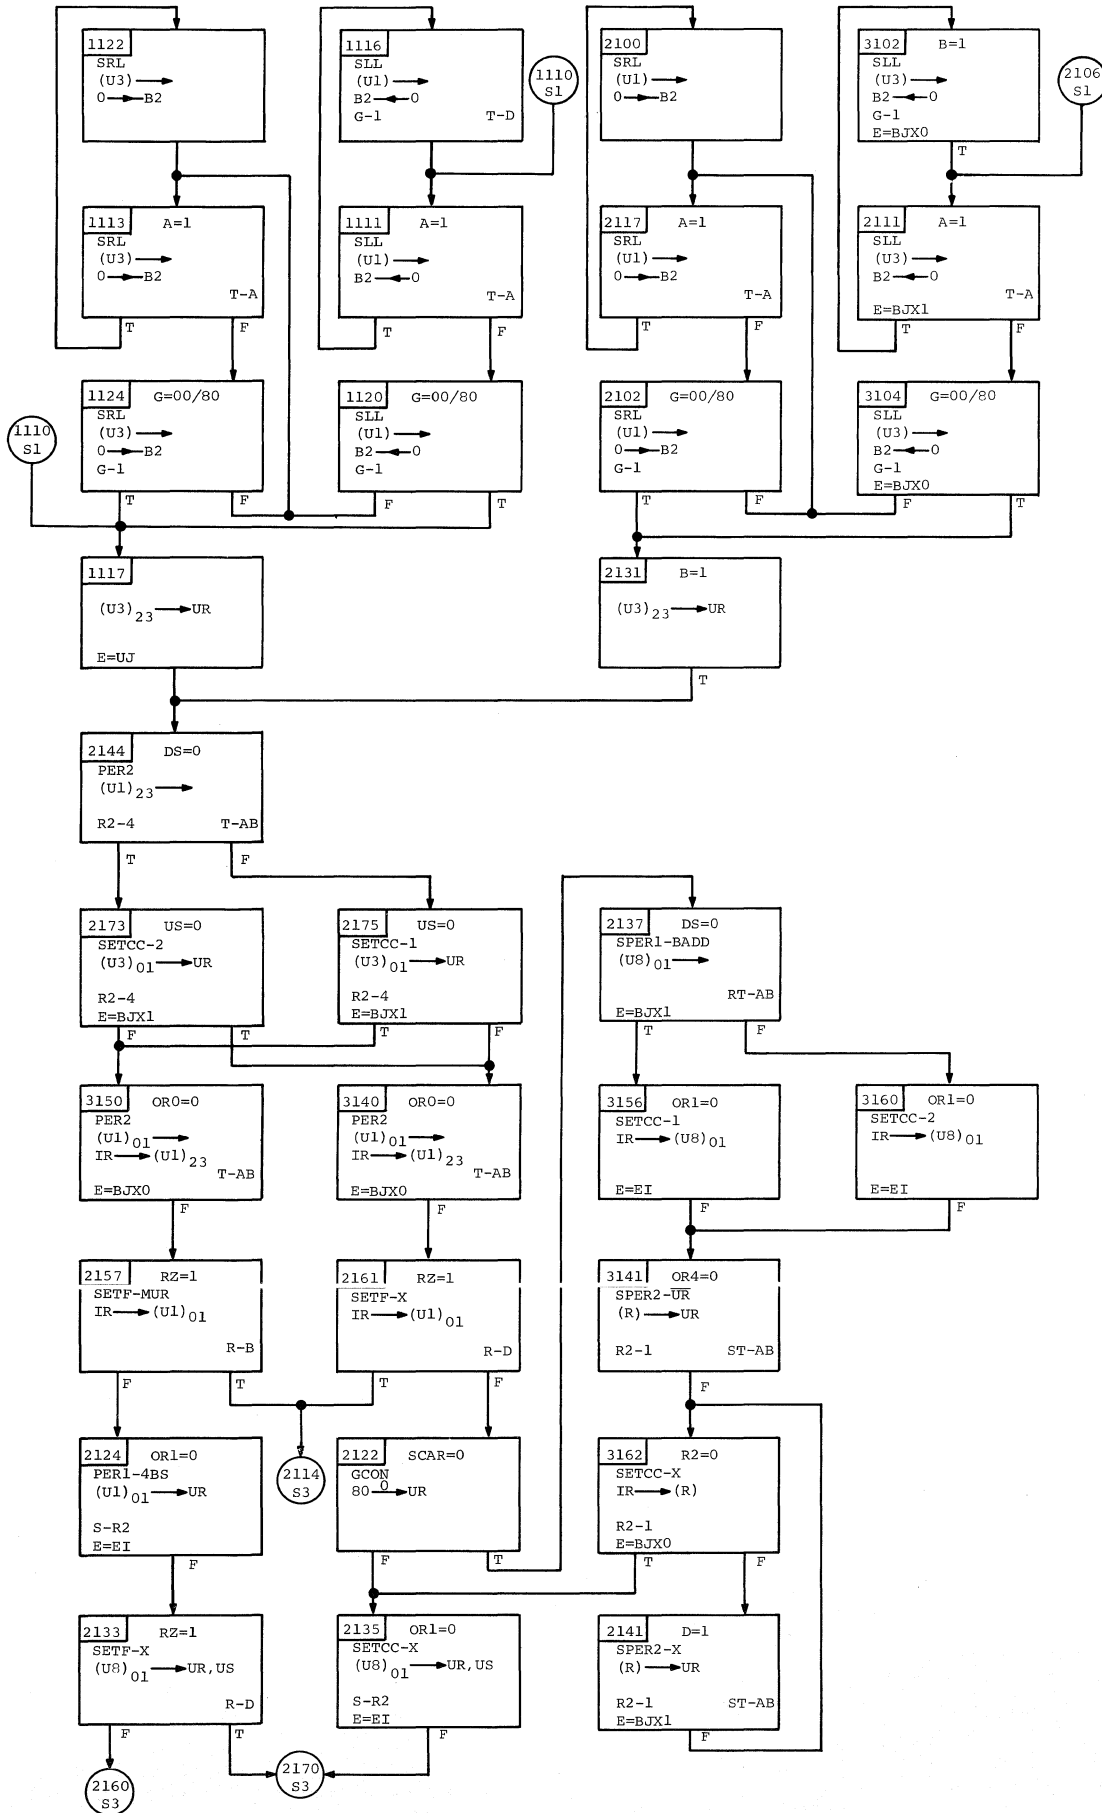 1122
SRL
(U3)
0 B2
1116
SLL
(U1)
B2 0
G-1 T-D
1110
S1
2100
SRL
(U1)
0 B2
3102 B=1
SLL
(U3)
B2 0
G-1
E=BJX0
T
2106
S1
1113 A=1
SRL
(U3)
0 B2
T-A
T F
1111 A=1
SLL
(U1)
B2 0
T-A
T F
2117 A=1
SRL
(U1)
0 B2
T-A
T F
2111 A=1
SLL
(U3)
B2 0
T-A
E=BJX1
T F
1110
S1
1124 G=00/80
SRL
(U3)
0 B2
G-1
T F
1120 G=00/80
SLL
(U1)
B2 0
G-1
F T
2102 G=00/80
SRL
(U1)
0 B2
G-1
T F
3104 G=00/80
SLL
(U3)
B2 0
G-1
E=BJX0
F T
1117
(U3)23 UR
E=UJ
2131 B=1
(U3)23 UR
T
2144 DS=0
PER2
(U1)23
R2-4 T-AB
T F
2173 US=0
SETCC-2
(U3)01 UR
R2-4
E=BJX1
F T
2175 US=0
SETCC-1
(U3)01 UR
R2-4
E=BJX1
T F
2137 DS=0
SPER1-BADD
(U8)01
RT-AB
E=BJX1
T F
3150 OR0=0
PER2
(U1)01
IR (U1)23
T-AB
E=BJX0
F
3140 OR0=0
PER2
(U1)01
IR (U1)23
T-AB
E=BJX0
F
3156 OR1=0
SETCC-1
IR (U8)01
E=EI
F
3160 OR1=0
SETCC-2
IR (U8)01
E=EI
F
2157 RZ=1
SETF-MUR
IR (U1)01
R-B
F T
2161 RZ=1
SETF-X
IR (U1)01
R-D
T F
3141 OR4=0
SPER2-UR
(R) UR
R2-1 ST-AB
F
2124 OR1=0
PER1-4BS
(U1)01 UR
S-R2
E=EI
F
2114
S3
2122 SCAR=0
GCON
80 0 UR
F T
3162 R2=0
SETCC-X
IR (R)
R2-1
E=BJX0
T F
2133 RZ=1
SETF-X
(U8)01 UR,US
R-D
F T
2135 OR1=0
SETCC-X
(U8)01 UR,US
S-R2
E=EI
F
2141 D=1
SPER2-X
(R) UR
R2-1 ST-AB
E=BJX1
F
2160
S3
2170
S3